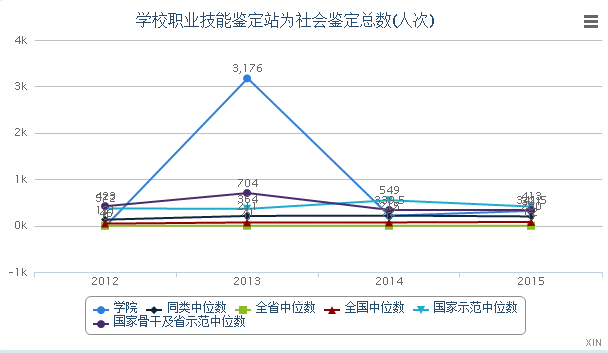 学校职业技能鉴定站为社会鉴定总数(人次)
4k
3k
2k
1k
0k
-1k
3,176
704
364
549
413
2012 2013 2014 2015
学院 同类中位数 全省中位数 全国中位数 国家示范中位数
国家骨干及省示范中位数
XIN